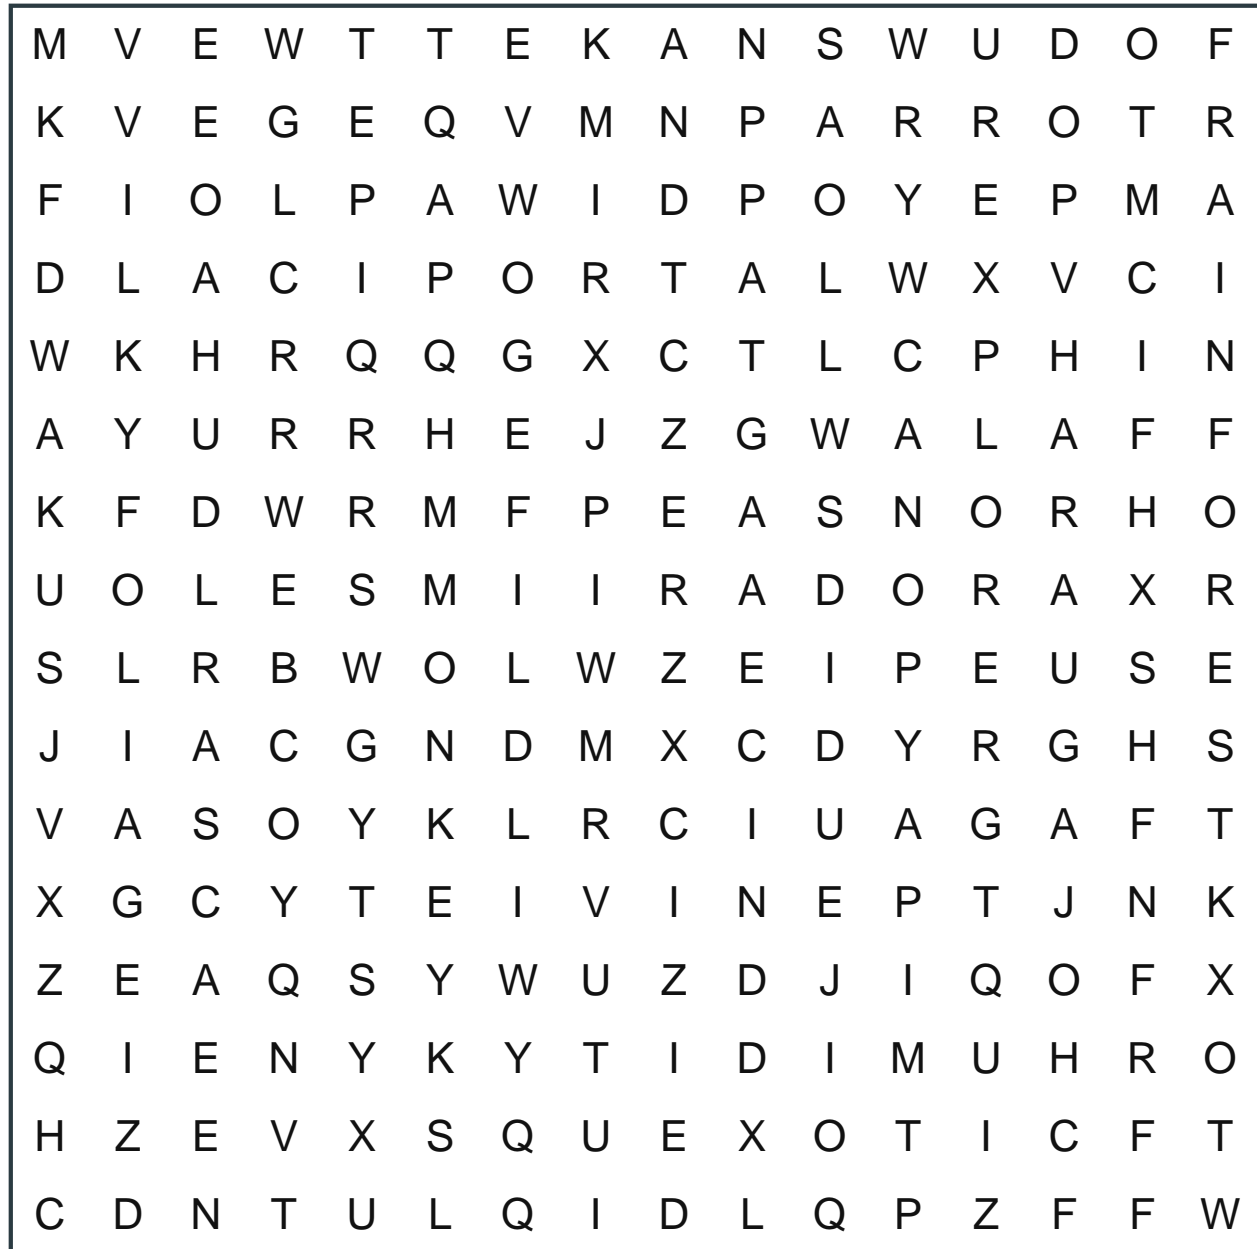 M V E W T T E K A N S W U D O F
K V E G E Q V M N P A R R O T R
F I O L P A W I D P O Y E P M A
D L A C I P O R T A L W X V C I
W K H R Q Q G X C T L C P H I N
A Y U R R H E J Z G W A L A F F
K F D W R M F P E A S N O R H O
U O L E S M I I R A D O R A X R
S L R B W O L W Z E I P E U S E
J I A C G N D M X C D Y R G H S
V A S O Y K L R C I U A G A F T
X G C Y T E I V I N E P T J N K
Z E A Q S Y W U Z D J I Q O F X
Q I E N Y K Y T I D I M U H R O
H Z E V X S Q U E X O T I C F T
C D N T U L Q I D L Q P Z F F W